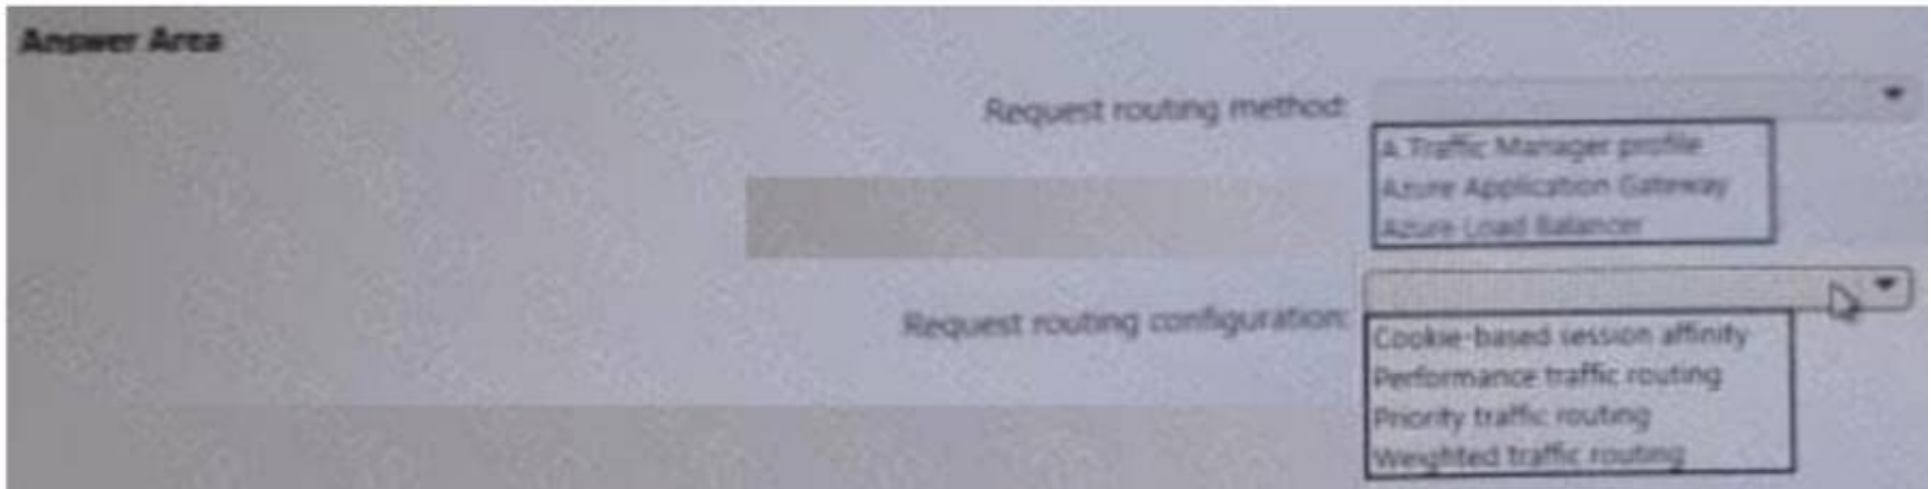 Answer Area
Request routing method:
A Traffic Manager profile
Azure Application Gateway
Azure Load Balancer
Request routing configuration:
Cookie-based session affinity
Performance traffic routing
Priority traffic routing
Weighted traffic routing